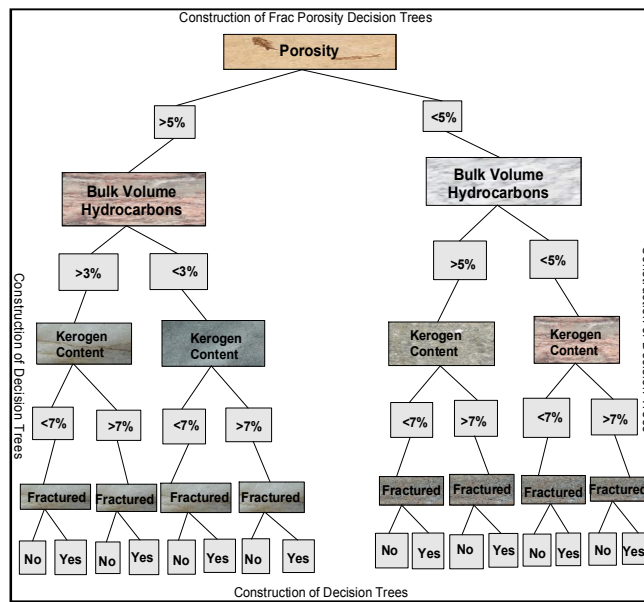 Construction of Frac Porosity Decision Trees
Porosity
>5%
<5%
Bulk Volume
Hydrocarbons
Bulk Volume
Hydrocarbons
>3%
<3%
>5%
<5%
Kerogen
Content
Kerogen
Content
Kerogen
Content
Kerogen
Content
<7%
>7%
<7%
>7%
<7%
>7%
<7%
>7%
Fractured
Fractured
Fractured
Fractured
Fractured
Fractured
Fractured
Fractured
No
Yes
No
Yes
No
Yes
No
Yes
No
Yes
No
Yes
No
Yes
No
Yes
Construction of Decision Trees
Construction of Decision Trees